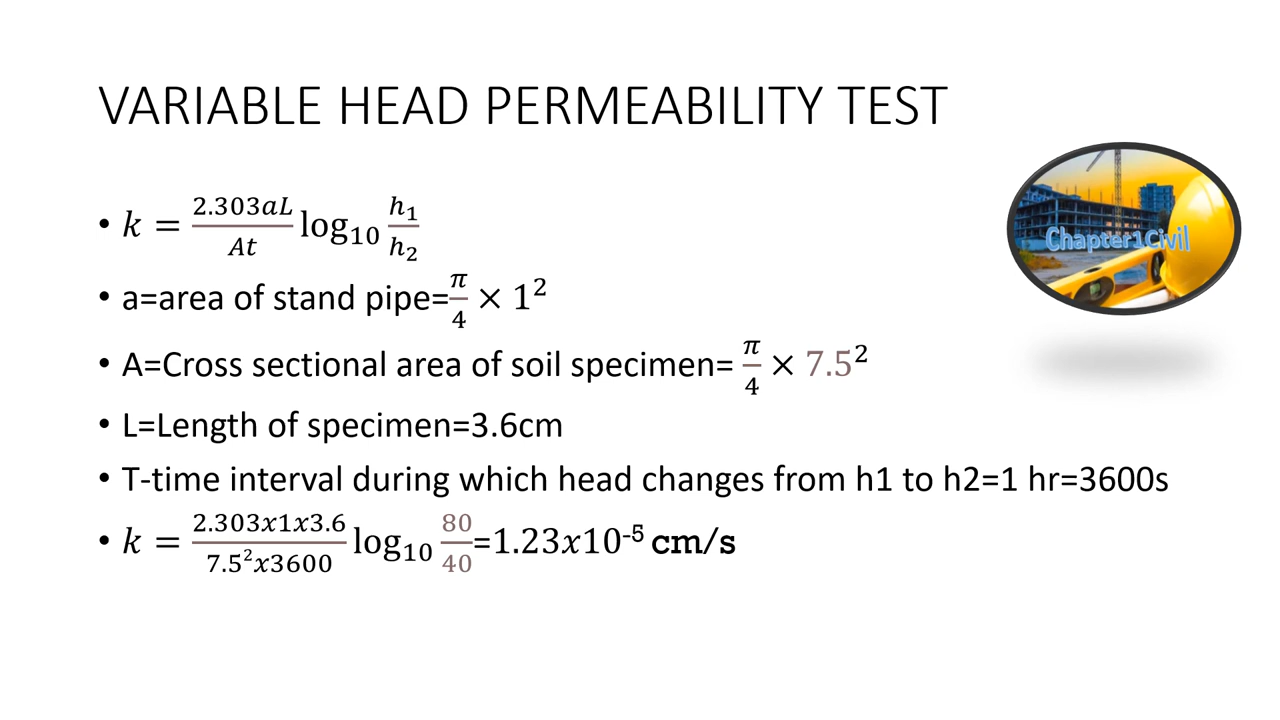 VARIABLE HEAD PERMEABILITY TEST
Chapter1Civil
• k = 2.303aL/At log₁₀ h₁/h₂
• a=area of stand pipe=π/4 × 1²
• A=Cross sectional area of soil specimen= π/4 × 7.5²
• L=Length of specimen=3.6cm
• T-time interval during which head changes from h1 to h2=1 hr=3600s
• k = 2.303x1x3.6/7.5²x3600 log₁₀ 80/40=1.23x10⁻⁵ cm/s